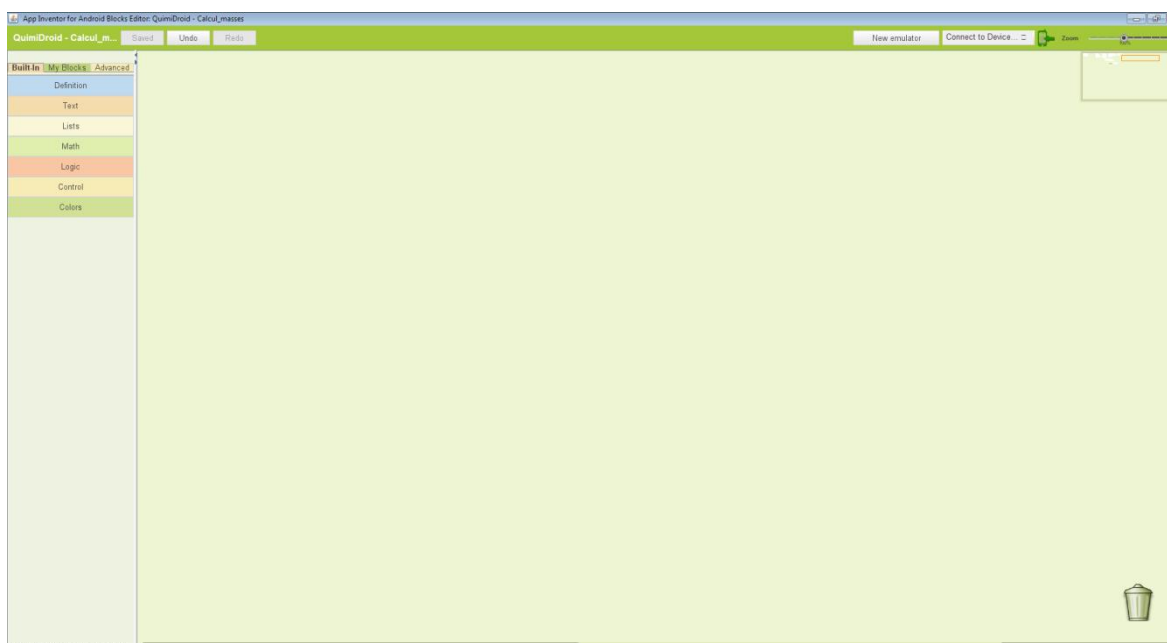 App Inventor for Android Blocks Editor: QuimiDroid - Calcul_masses
QuimiDroid - Calcul_m... Saved Undo Redo New emulator Connect to Device... Zoom
Built-In My Blocks Advanced
Definition
Text
Lists
Math
Logic
Control
Colors